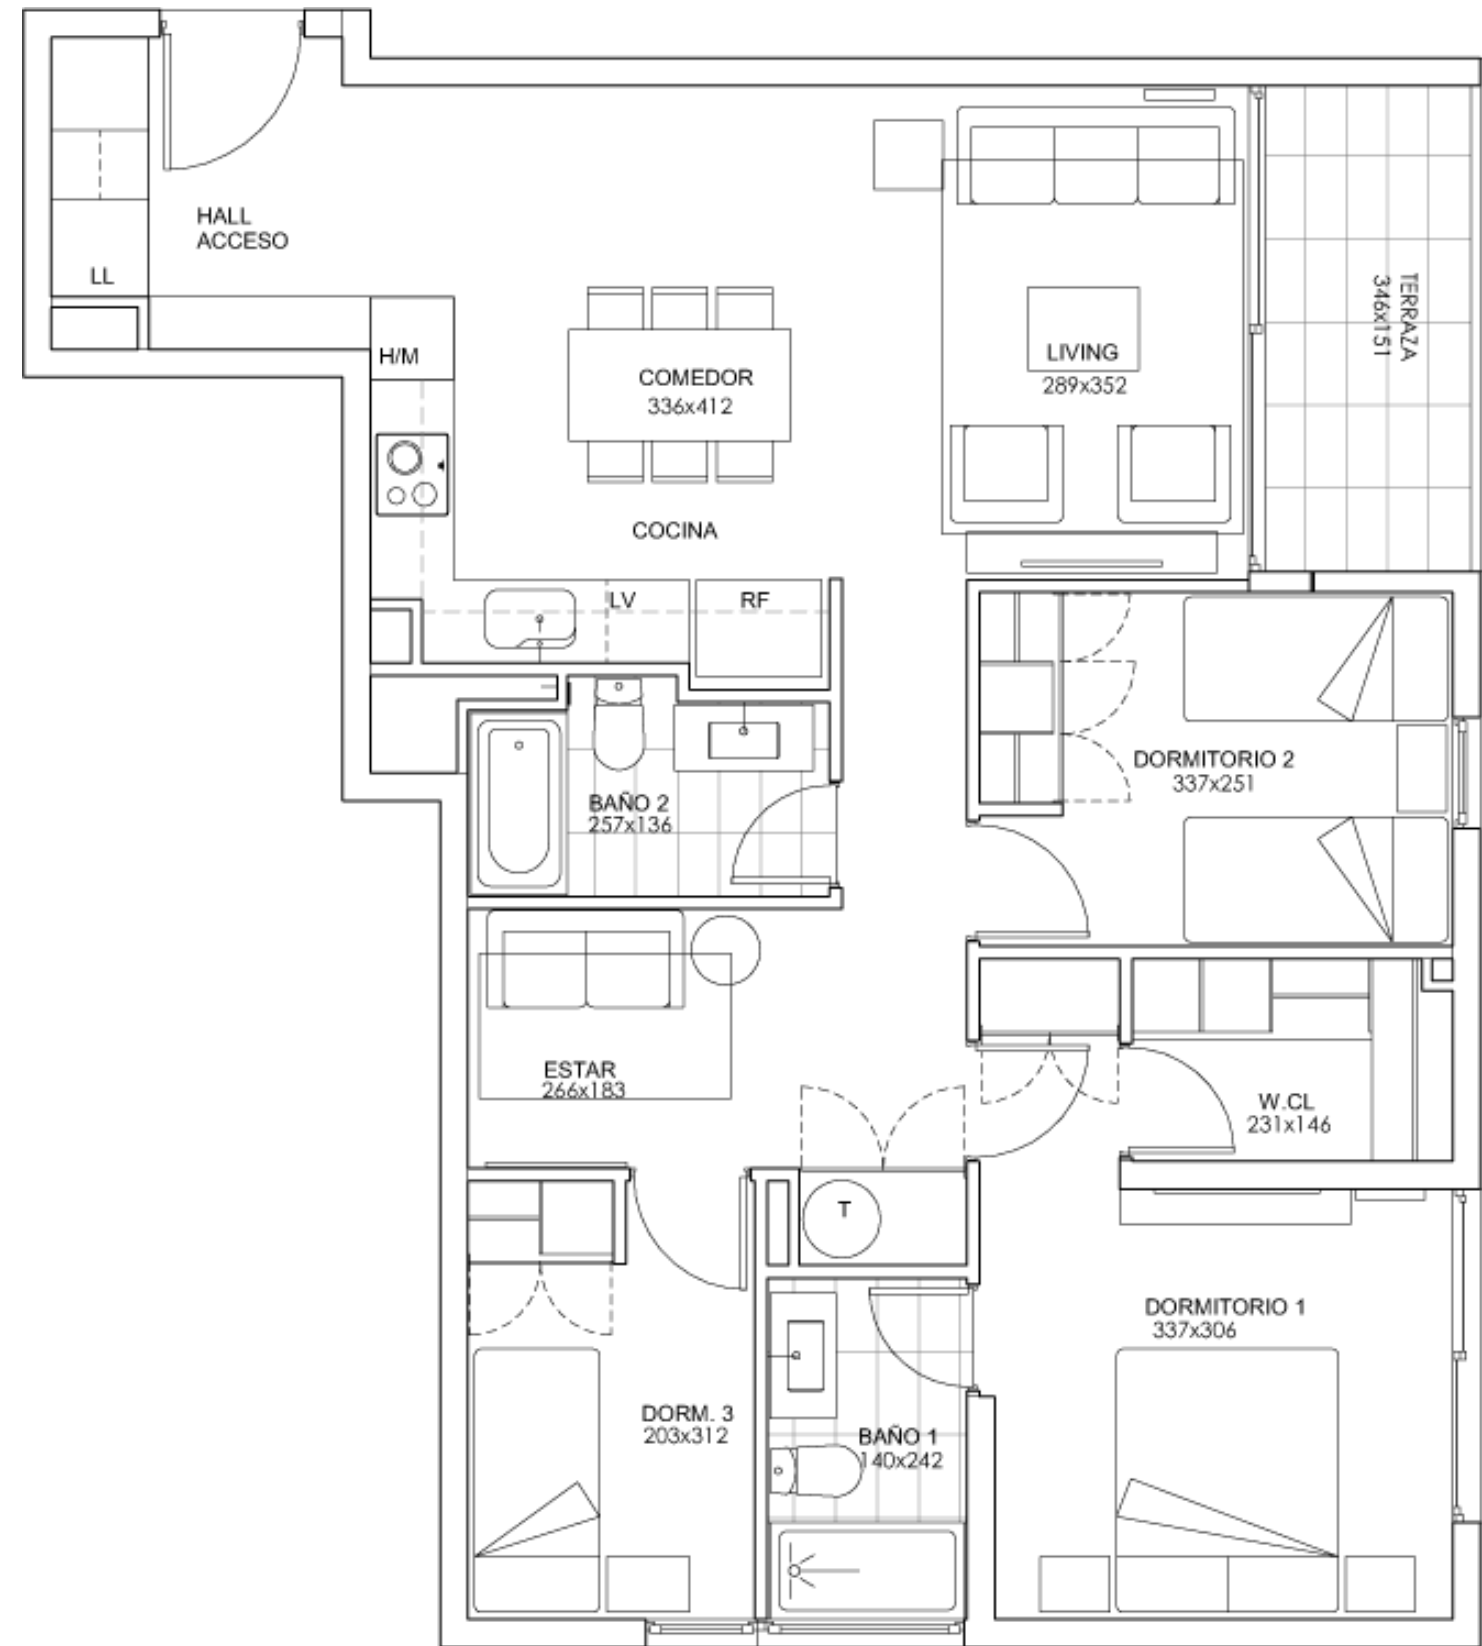 HALL
ACCESO
LL
H/M
COMEDOR
336x412
LIVING
289x352
TERRAZA
346x151
COCINA
LV
RF
DORMITORIO 2
337x251
BAÑO 2
257x136
ESTAR
266x183
W.CL
231x146
T
DORMITORIO 1
337x306
DORM. 3
203x312
BAÑO 1
140x242